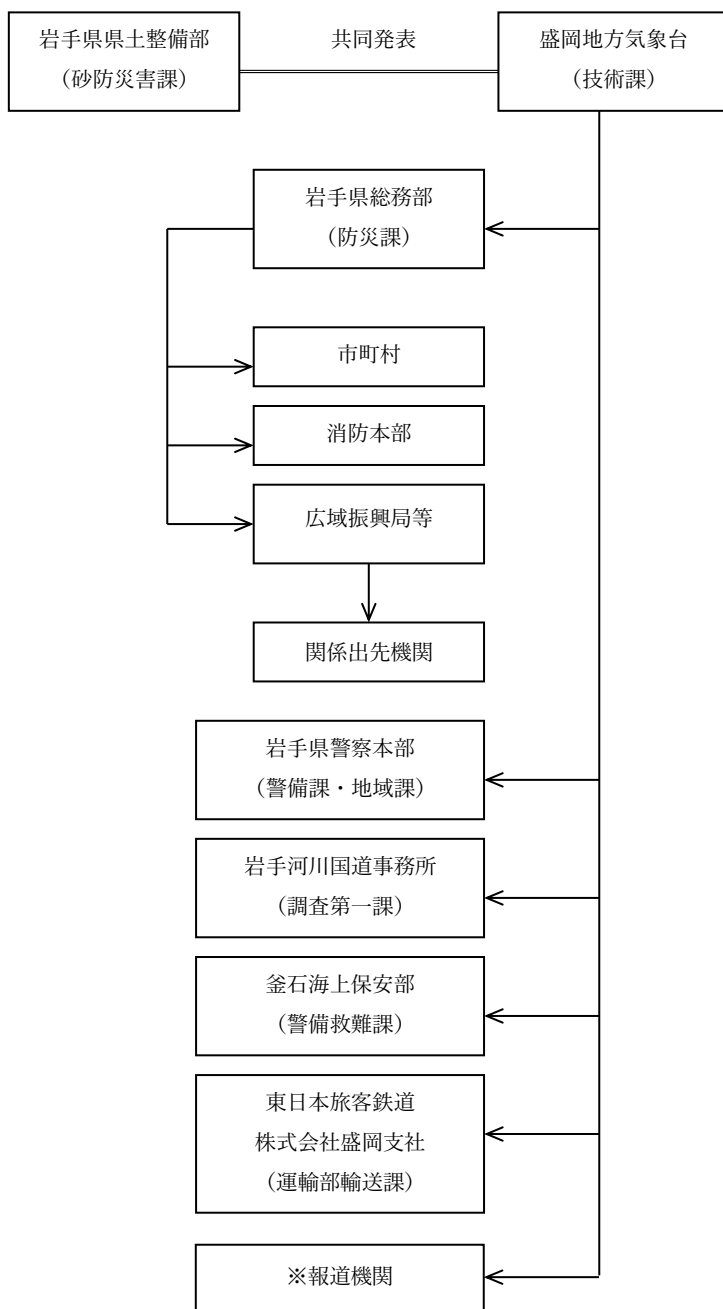 岩手県県土整備部
（砂防災害課）
共同発表
盛岡地方気象台
（技術課）
岩手県総務部
（防災課）
市町村
消防本部
広域振興局等
関係出先機関
岩手県警察本部
（警備課・地域課）
岩手河川国道事務所
（調査第一課）
釜石海上保安部
（警備救難課）
東日本旅客鉄道
株式会社盛岡支社
（運輸部輸送課）
※報道機関